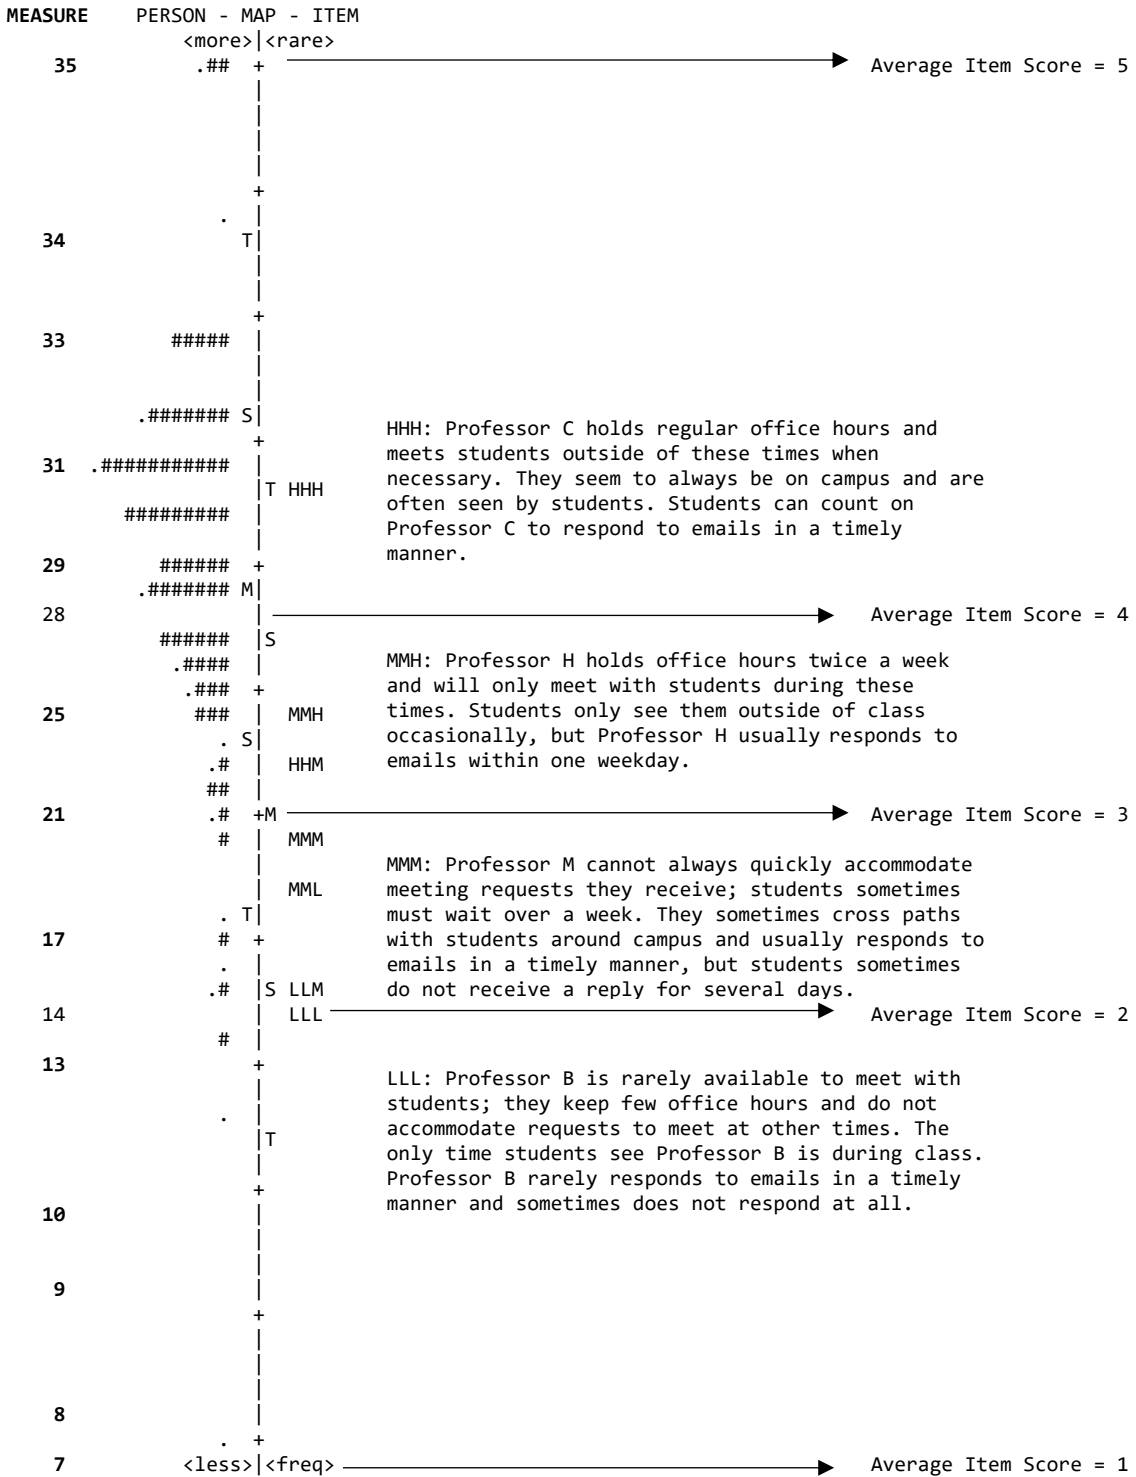 MEASURE PERSON - MAP - ITEM
<more>|<rare>
35 .## + Average Item Score = 5
|
|
|
|
+
. |
34 T|
|
|
+
33 ##### |
|
|
.####### S|
+
31 .########### |
|T HHH
######### |
|
29 ###### +
.####### M|
HHH: Professor C holds regular office hours and
meets students outside of these times when
necessary. They seem to always be on campus and are
often seen by students. Students can count on
Professor C to respond to emails in a timely
manner.
28 | Average Item Score = 4
###### |S
.#### |
.### +
25 ### | MMH
. S|
.# | HHM
## |
MMH: Professor H holds office hours twice a week
and will only meet with students during these
times. Students only see them outside of class
occasionally, but Professor H usually responds to
emails within one weekday.
21 .# +M Average Item Score = 3
# | MMM
|
| MML
. T|
17 # +
. |
.# |S LLM
MMM: Professor M cannot always quickly accommodate
meeting requests they receive; students sometimes
must wait over a week. They sometimes cross paths
with students around campus and usually responds to
emails in a timely manner, but students sometimes
do not receive a reply for several days.
14 | LLL Average Item Score = 2
# |
13 +
|
. |
|T
|
+
LLL: Professor B is rarely available to meet with
students; they keep few office hours and do not
accommodate requests to meet at other times. The
only time students see Professor B is during class.
Professor B rarely responds to emails in a timely
manner and sometimes does not respond at all.
10 |
|
|
9 |
+
|
|
|
8 |
. +
7 <less>|<freq> Average Item Score = 1